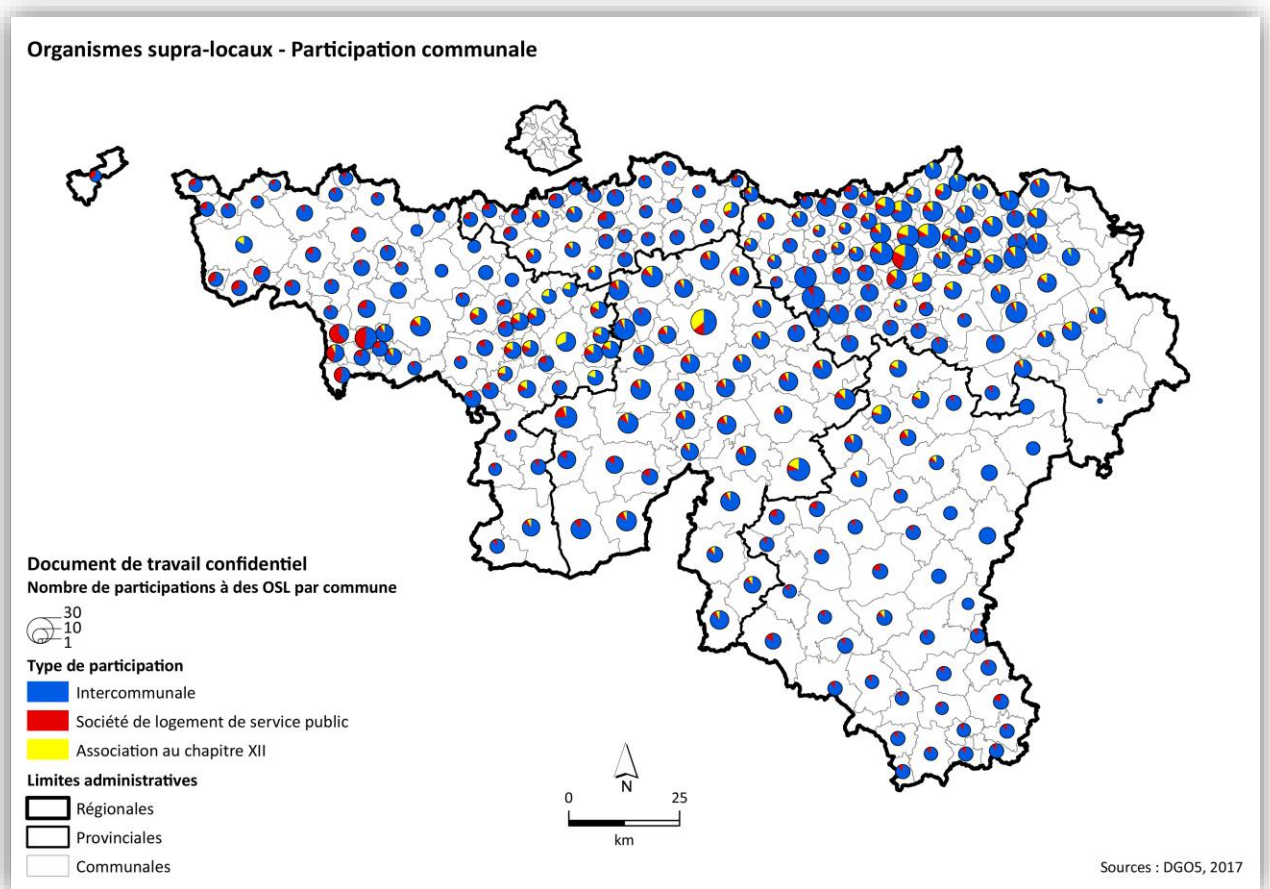 Organismes supra-locaux - Participation communale
Document de travail confidentiel
Nombre de participations à des OSL par commune
30
10
1
Type de participation
Intercommunale
Société de logement de service public
Association au chapitre XII
Limites administratives
Régionales
Provinciales
Communales
N
0 25
km
Sources : DGO5, 2017